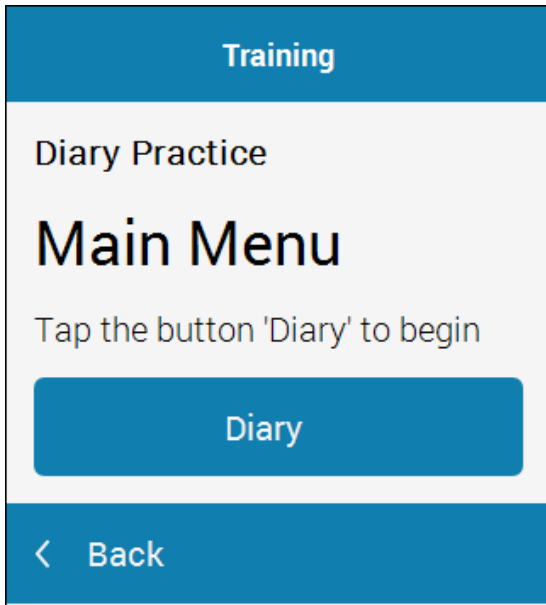 Training
Diary Practice
Main Menu
Tap the button 'Diary' to begin
Diary
Back